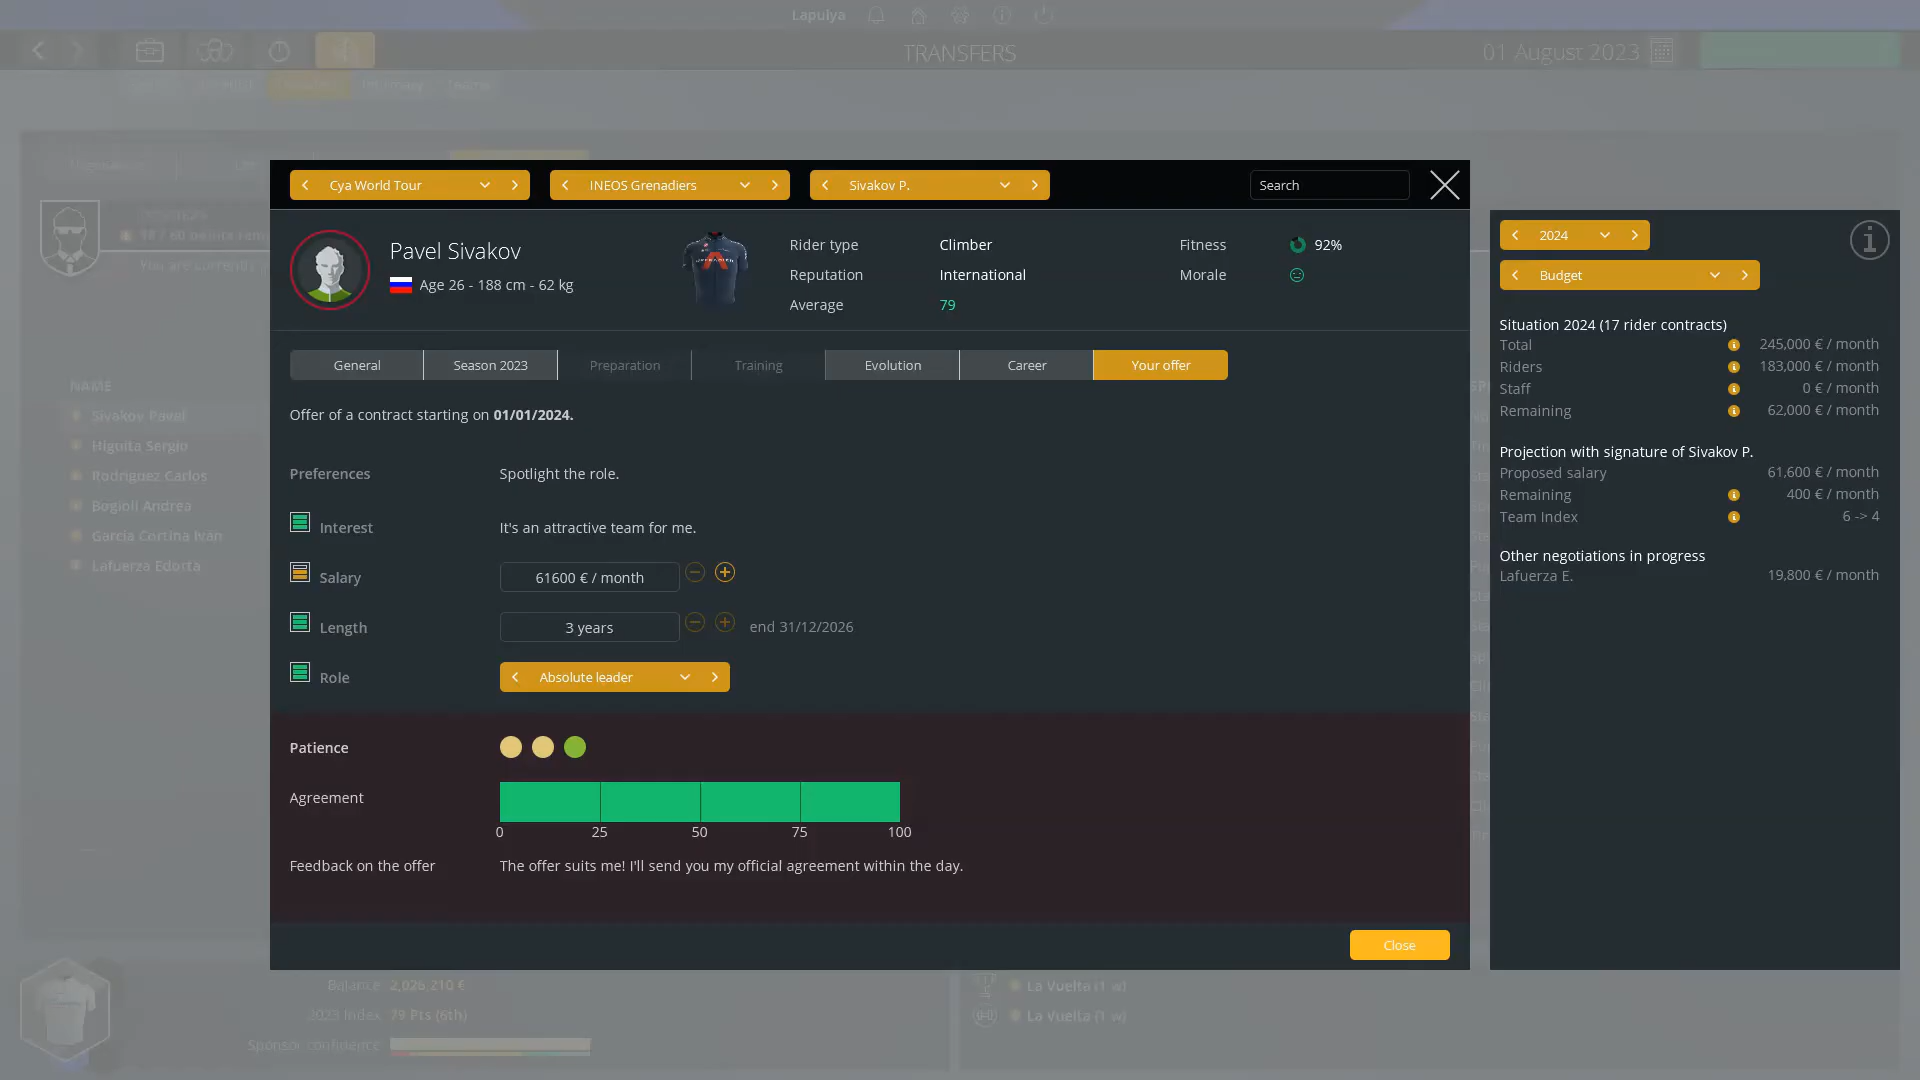 Lapulya
TRANSFERS
01 August 2023
Cya World Tour
INEOS Grenadiers
Sivakov P.
Search
Pavel Sivakov
Age 26 - 188 cm - 62 kg
Rider type Climber
Reputation International
Average 79
Fitness 92%
Morale
General Season 2023 Preparation Training Evolution Career Your offer
Offer of a contract starting on 01/01/2024.
Preferences Spotlight the role.
Interest It's an attractive team for me.
Salary 61600 € / month
Length 3 years end 31/12/2026
Role Absolute leader
Patience
Agreement
0 25 50 75 100
Feedback on the offer The offer suits me! I'll send you my official agreement within the day.
Close
2024
Budget
Situation 2024 (17 rider contracts)
Total 245,000 € / month
Riders 183,000 € / month
Staff 0 € / month
Remaining 62,000 € / month
Projection with signature of Sivakov P.
Proposed salary 61,600 € / month
Remaining 400 € / month
Team Index 6 -> 4
Other negotiations in progress
Lafuerza E. 19,800 € / month
NAME
Sivakov Pavel
Higuita Sergio
Rodriguez Carlos
Bagioli Andrea
García Cortina Iván
Lafuerza Edorta
Balance 2,026,210 €
2023 Index 79 Pts (6th)
Sponsor confidence
La Vuelta (1 w)
La Vuelta (1 w)